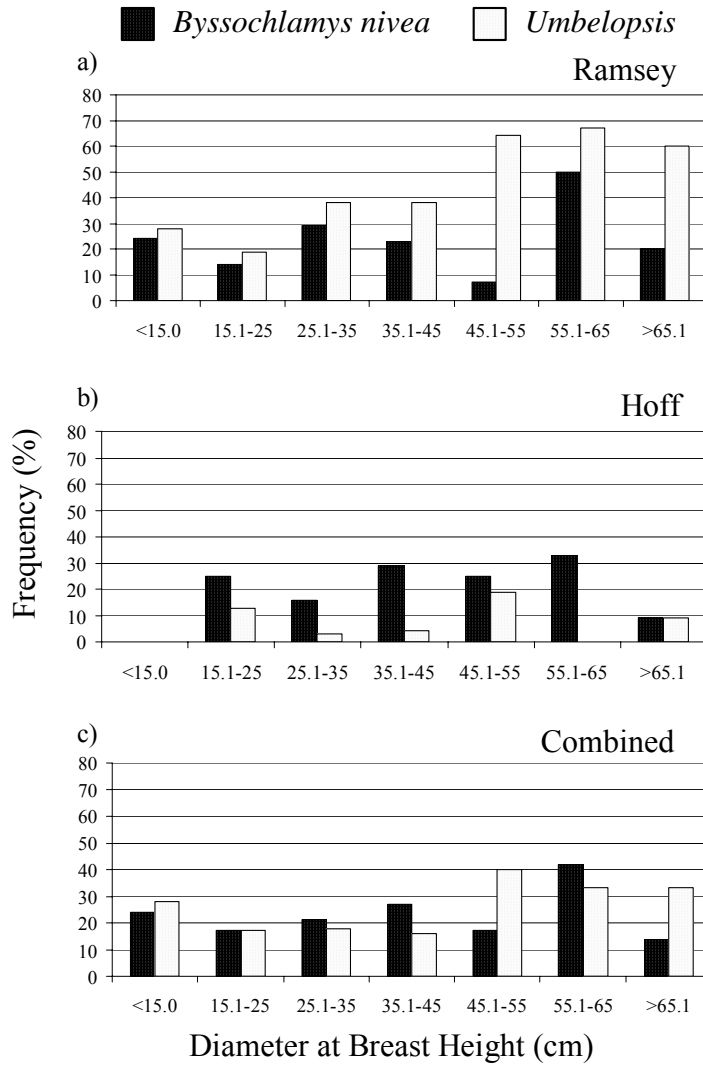 Byssochlamys nivea Umbelopsis
a)
Ramsey
80
70
60
50
40
30
20
10
0
<15.0 15.1-25 25.1-35 35.1-45 45.1-55 55.1-65 >65.1
b)
Hoff
80
70
60
50
40
30
20
10
0
<15.0 15.1-25 25.1-35 35.1-45 45.1-55 55.1-65 >65.1
c)
Combined
80
70
60
50
40
30
20
10
0
<15.0 15.1-25 25.1-35 35.1-45 45.1-55 55.1-65 >65.1
Frequency (%)
Diameter at Breast Height (cm)